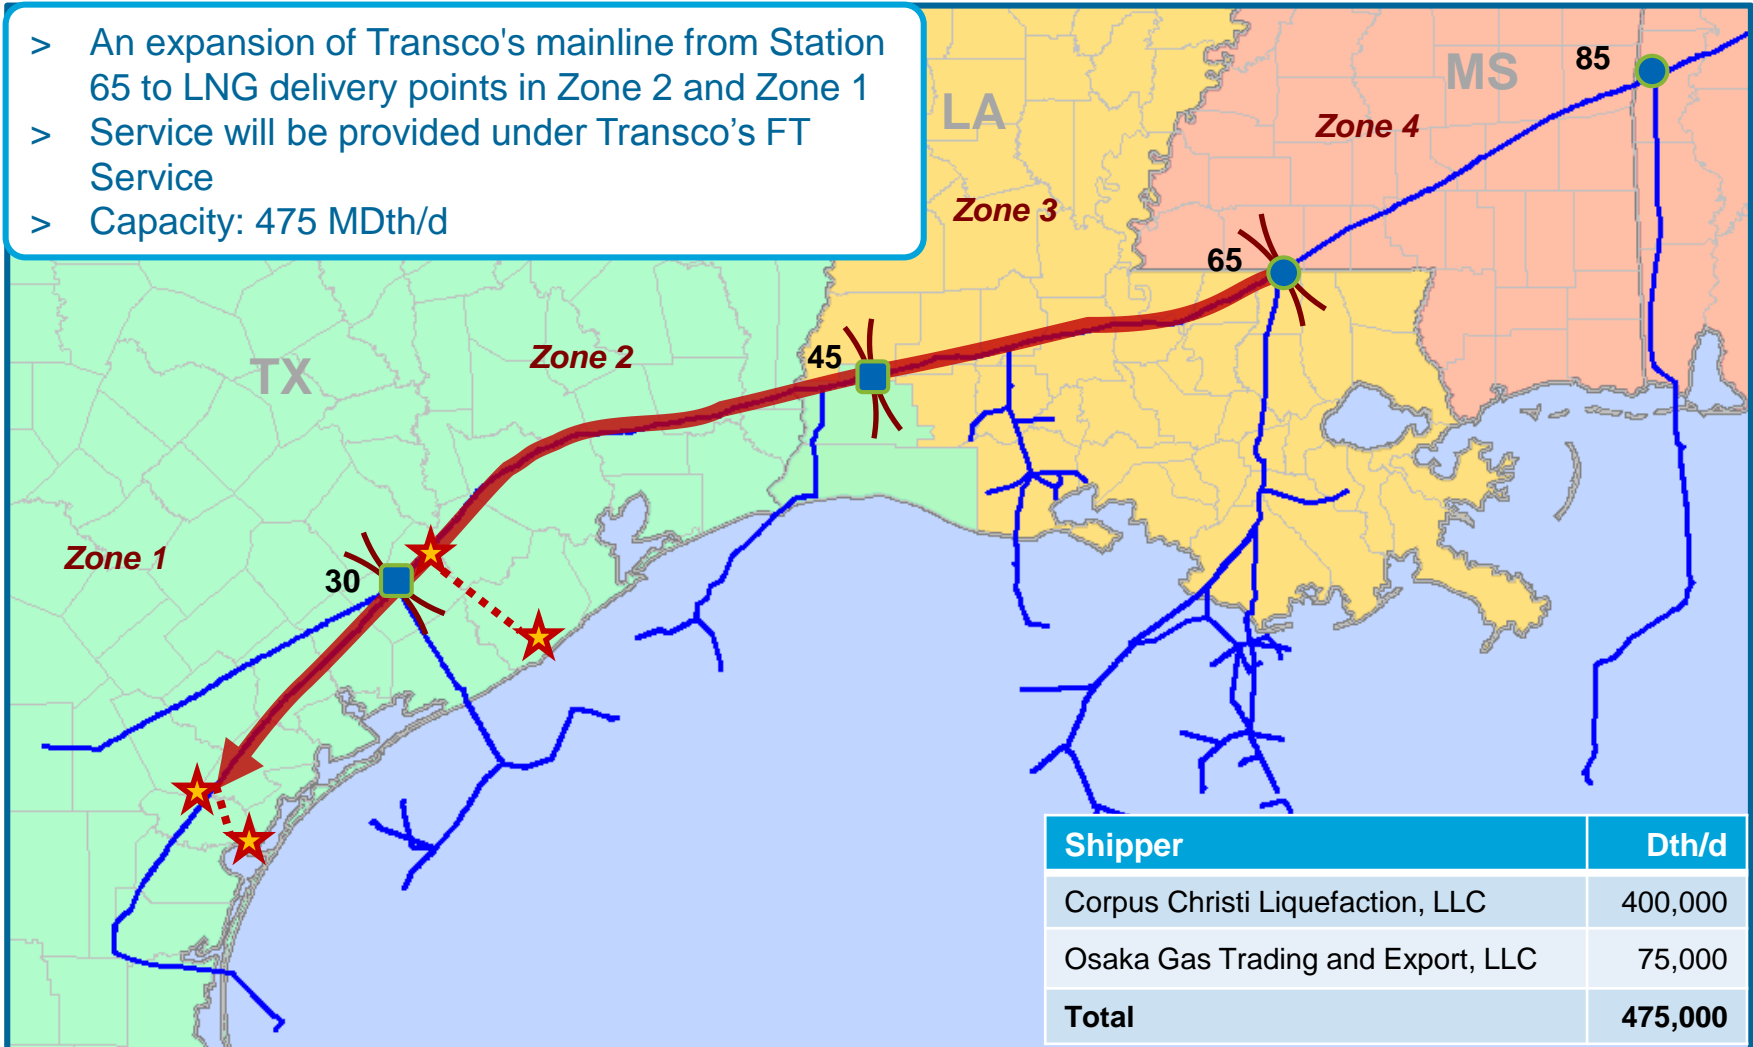 > An expansion of Transco's mainline from Station
65 to LNG delivery points in Zone 2 and Zone 1
> Service will be provided under Transco’s FT
Service
> Capacity: 475 MDth/d
LA
MS
85
Zone 4
Zone 3
65
TX
Zone 2
45
Zone 1
30
Shipper Dth/d
Corpus Christi Liquefaction, LLC 400,000
Osaka Gas Trading and Export, LLC 75,000
Total 475,000